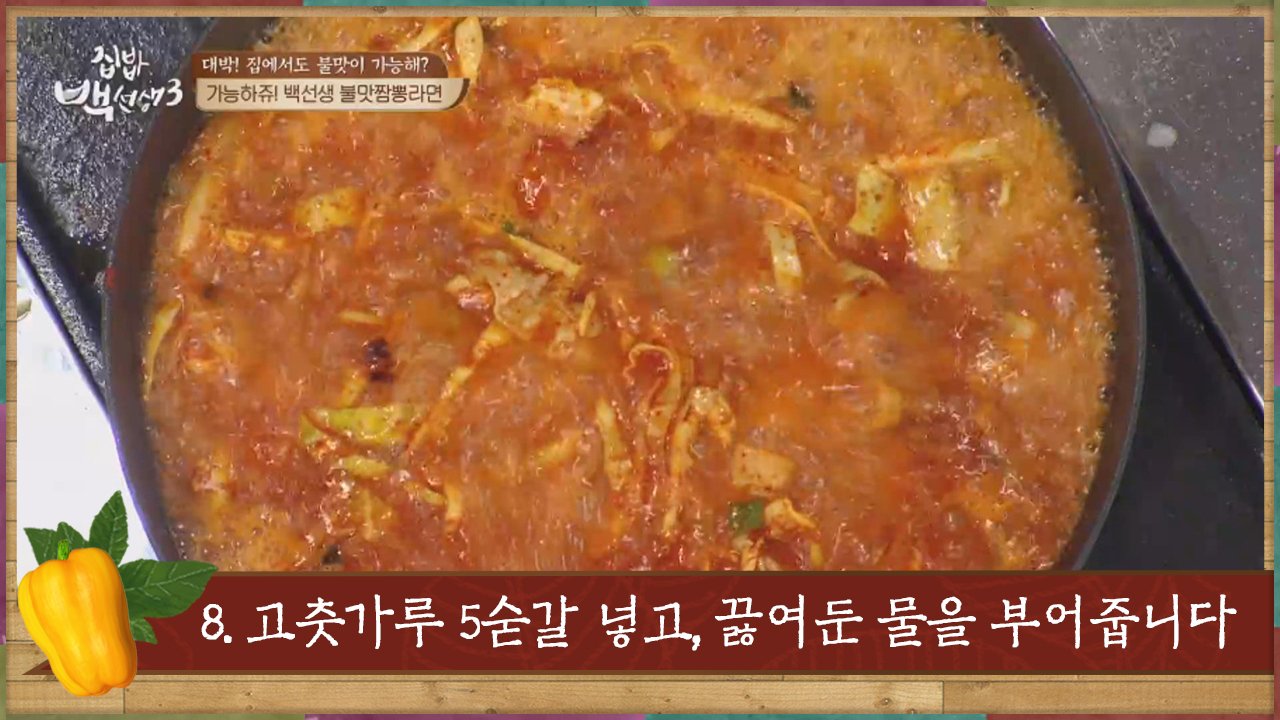 집밥
백선생3
대박! 집에서도 불맛이 가능해?
가능하쥬! 백선생 불맛짬뽕라면
8. 고춧가루 5숟갈 넣고, 끓여둔 물을 부어줍니다